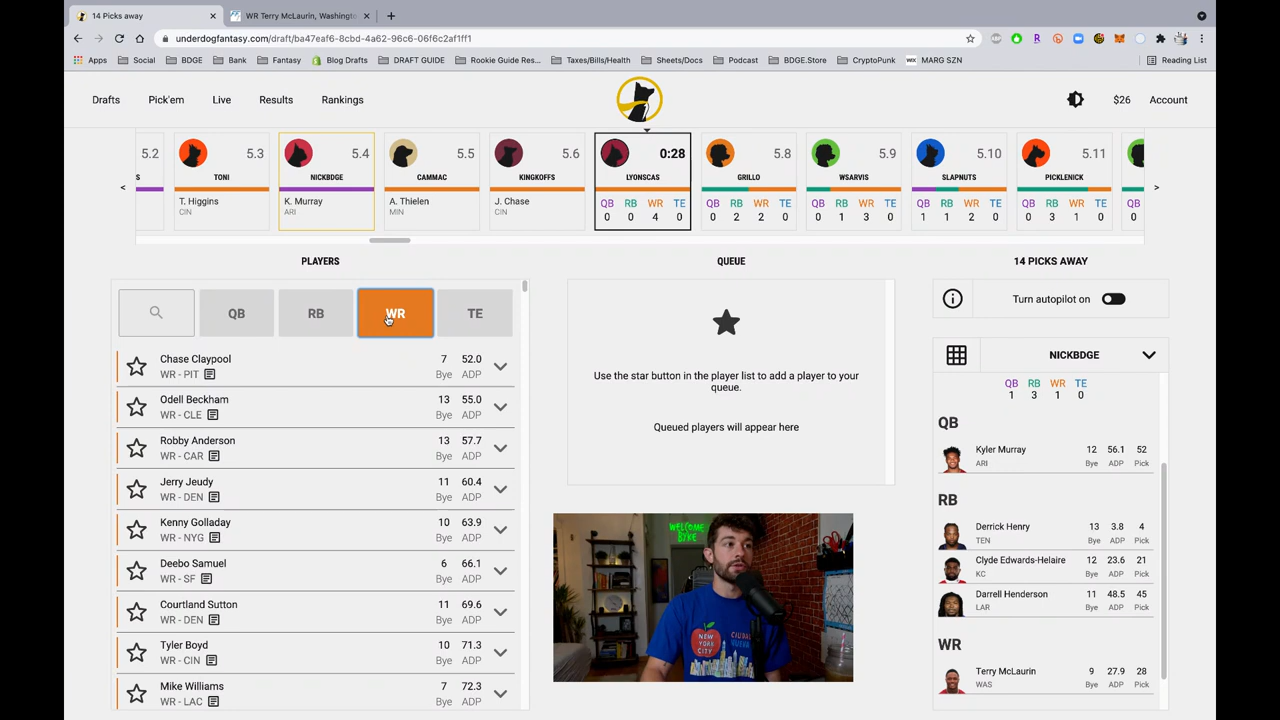 14 Picks away
WR Terry McLaurin, Washingto
underdogfantasy.com/draft/ba47eaf6-8cbd-4a62-96c6-06f6c2af1ff1
Apps Social BDGE Bank Fantasy Blog Drafts DRAFT GUIDE Rookie Guide Res... Taxes/Bills/Health Sheets/Docs Podcast BDGE.Store CryptoPunk MARG SZN Reading List
Drafts Pick'em Live Results Rankings $26 Account
5.2 5.3 5.4 5.5 5.6 0:28 5.8 5.9 5.10 5.11
S TONI NICKBDGE CAMMAC KINGKOFFS LYONSCAS GRILLO WSARVIS SLAPNUTS PICKLENICK
T. Higgins K. Murray A. Thielen J. Chase QB RB WR TE QB RB WR TE QB RB WR TE QB RB WR TE QB RB WR TE
CIN ARI MIN CIN 0 0 4 0 0 2 2 0 0 1 3 0 1 1 2 0 0 3 1 0
PLAYERS
QB RB WR TE
Chase Claypool 7 52.0
WR - PIT Bye ADP
Odell Beckham 13 55.0
WR - CLE Bye ADP
Robby Anderson 13 57.7
WR - CAR Bye ADP
Jerry Jeudy 11 60.4
WR - DEN Bye ADP
Kenny Golladay 10 63.9
WR - NYG Bye ADP
Deebo Samuel 6 66.1
WR - SF Bye ADP
Courtland Sutton 11 69.6
WR - DEN Bye ADP
Tyler Boyd 10 71.3
WR - CIN Bye ADP
Mike Williams 7 72.3
WR - LAC Bye ADP
QUEUE
Use the star button in the player list to add a player to your
queue.
Queued players will appear here
WELCOME
BYKE
NEW
YORK
CITY
CIUDAD
NUEVA
14 PICKS AWAY
Turn autopilot on
NICKBDGE
QB RB WR TE
1 3 1 0
QB
Kyler Murray 12 56.1 52
ARI Bye ADP Pick
RB
Derrick Henry 13 3.8 4
TEN Bye ADP Pick
Clyde Edwards-Helaire 12 23.6 21
KC Bye ADP Pick
Darrell Henderson 11 48.5 45
LAR Bye ADP Pick
WR
Terry McLaurin 9 27.9 28
WAS Bye ADP Pick